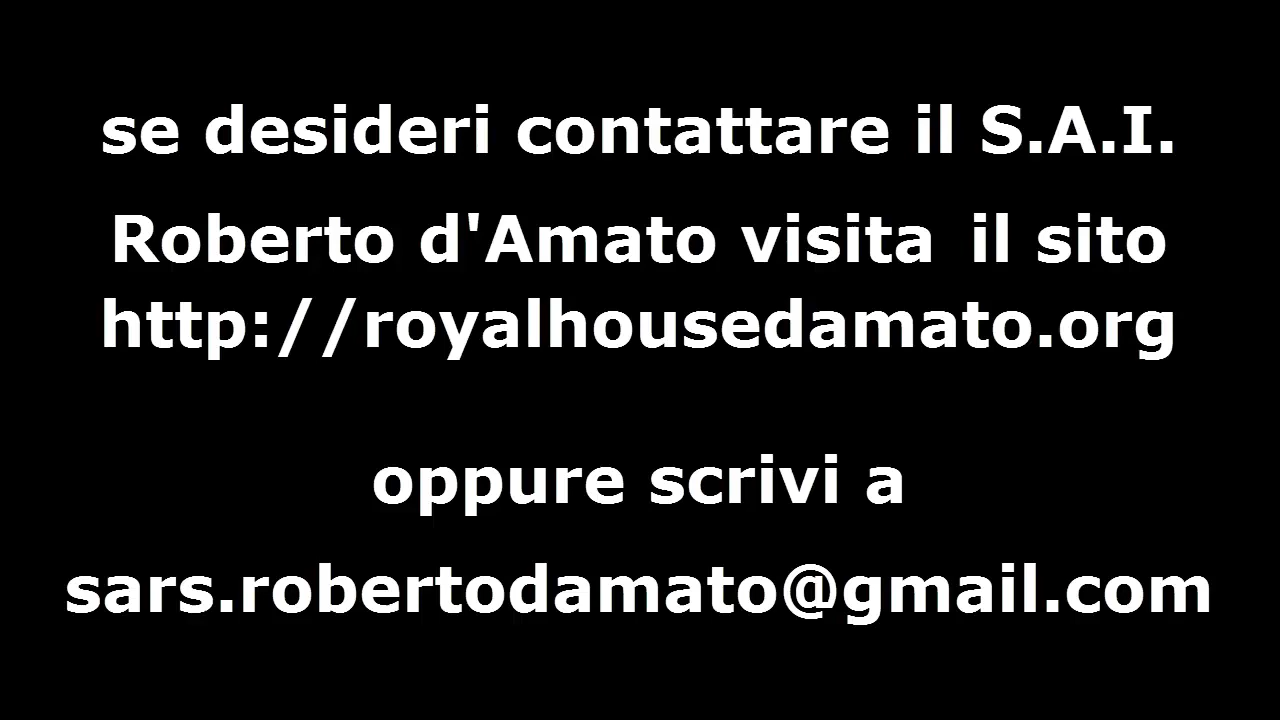 se desideri contattare il S.A.I.
Roberto d'Amato visita il sito
http://royalhousedamato.org
oppure scrivi a
sars.robertodamato@gmail.com